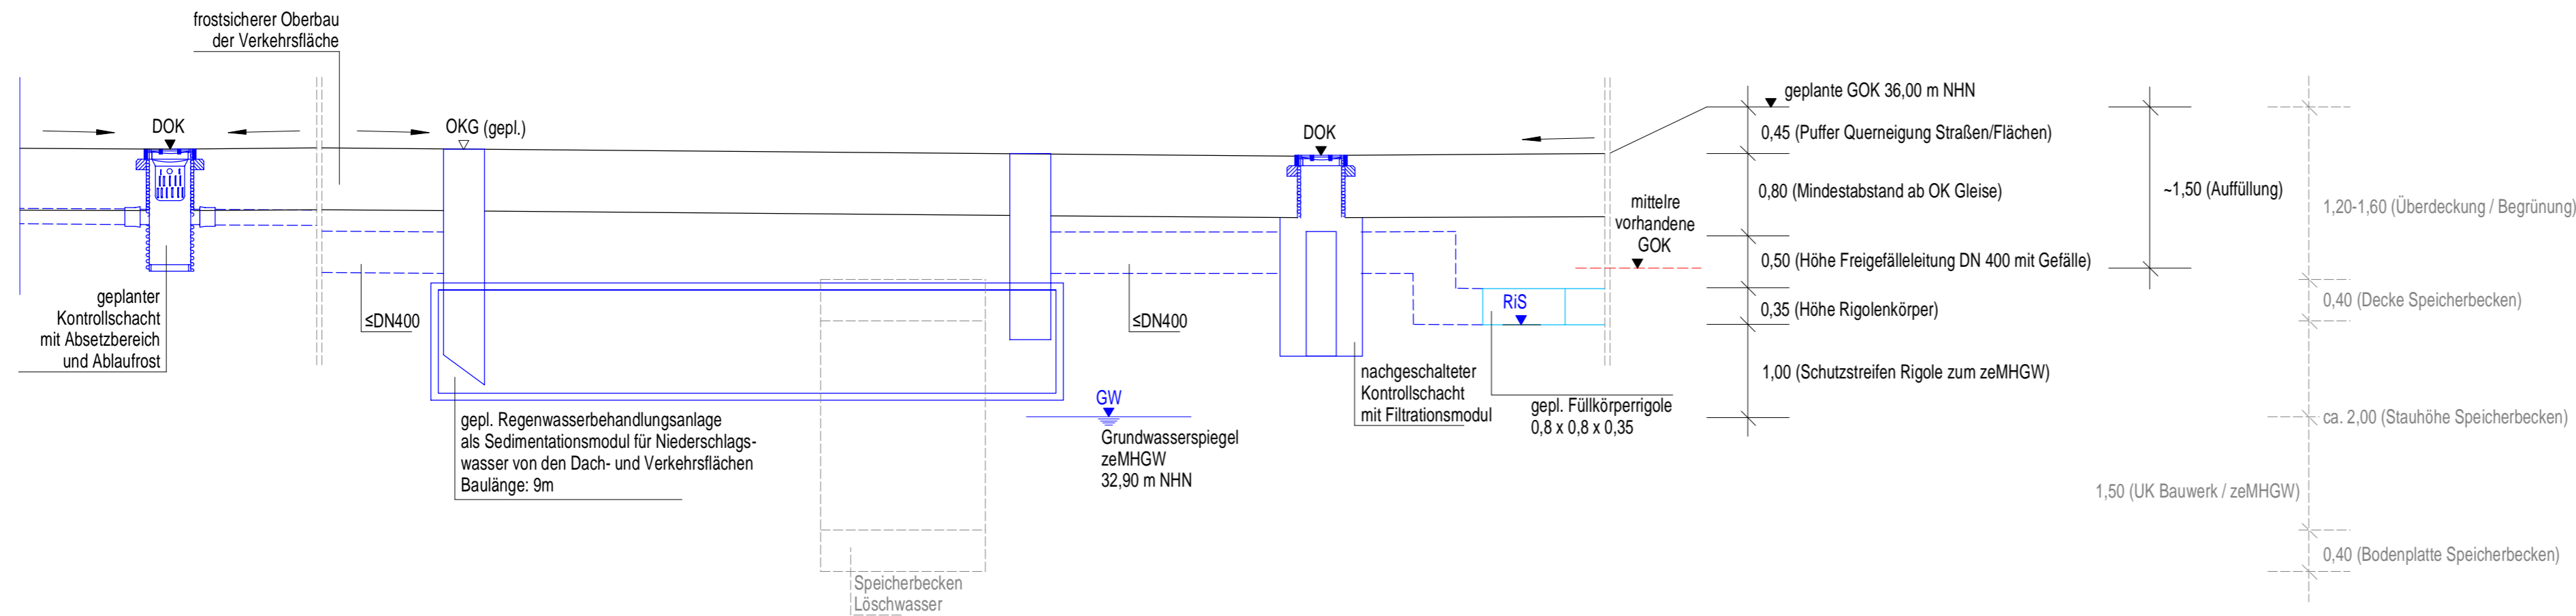 frostsicherer Oberbau
der Verkehrsfläche
DOK
OKG (gepl.)
DOK
geplante GOK 36,00 m NHN
0,45 (Puffer Querneigung Straßen/Flächen)
0,80 (Mindestabstand ab OK Gleise)
~1,50 (Auffüllung)
mittelre
vorhandene
GOK
1,20-1,60 (Überdeckung / Begrünung)
0,50 (Höhe Freigefälleleitung DN 400 mit Gefälle)
geplanter
Kontrollschacht
mit Absetzbereich
und Ablaufrost
≤DN400
≤DN400
RiS
0,35 (Höhe Rigolenkörper)
0,40 (Decke Speicherbecken)
1,00 (Schutzstreifen Rigole zum zeMHGW)
nachgeschalteter
Kontrollschacht
mit Filtrationsmodul
gepl. Füllkörperrigole
0,8 x 0,8 x 0,35
GW
Grundwasserspiegel
zeMHGW
32,90 m NHN
gepl. Regenwasserbehandlungsanlage
als Sedimentationsmodul für Niederschlags-
wasser von den Dach- und Verkehrsflächen
Baulänge: 9m
ca. 2,00 (Stauhöhe Speicherbecken)
1,50 (UK Bauwerk / zeMHGW)
0,40 (Bodenplatte Speicherbecken)
Speicherbecken
Löschwasser